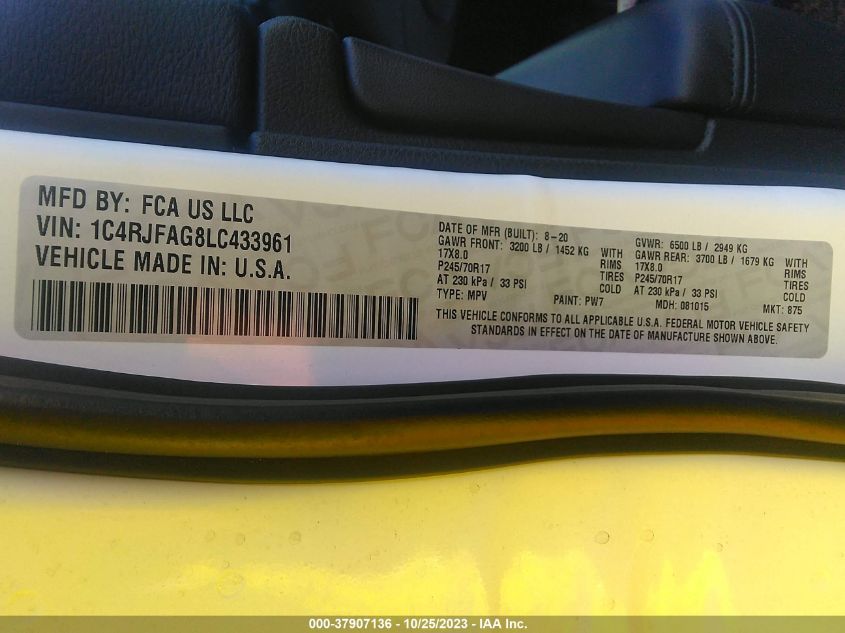 MFD BY: FCA US LLC
VIN: 1C4RJFAG8LC433961
VEHICLE MADE IN: U.S.A.
DATE OF MFR (BUILT): 8-20 GVWR: 6500 LB / 2949 KG
GAWR FRONT: 3200 LB / 1452 KG WITH GAWR REAR: 3700 LB / 1679 KG WITH
17X8.0 RIMS 17X8.0 RIMS
P245/70R17 TIRES P245/70R17 TIRES
AT 230 kPa / 33 PSI COLD AT 230 kPa / 33 PSI COLD
TYPE: MPV PAINT: PW7 MDH: 081015 MKT: 875
THIS VEHICLE CONFORMS TO ALL APPLICABLE U.S.A. FEDERAL MOTOR VEHICLE SAFETY
STANDARDS IN EFFECT ON THE DATE OF MANUFACTURE SHOWN ABOVE.
000-37907136 - 10/25/2023 - IAA Inc.